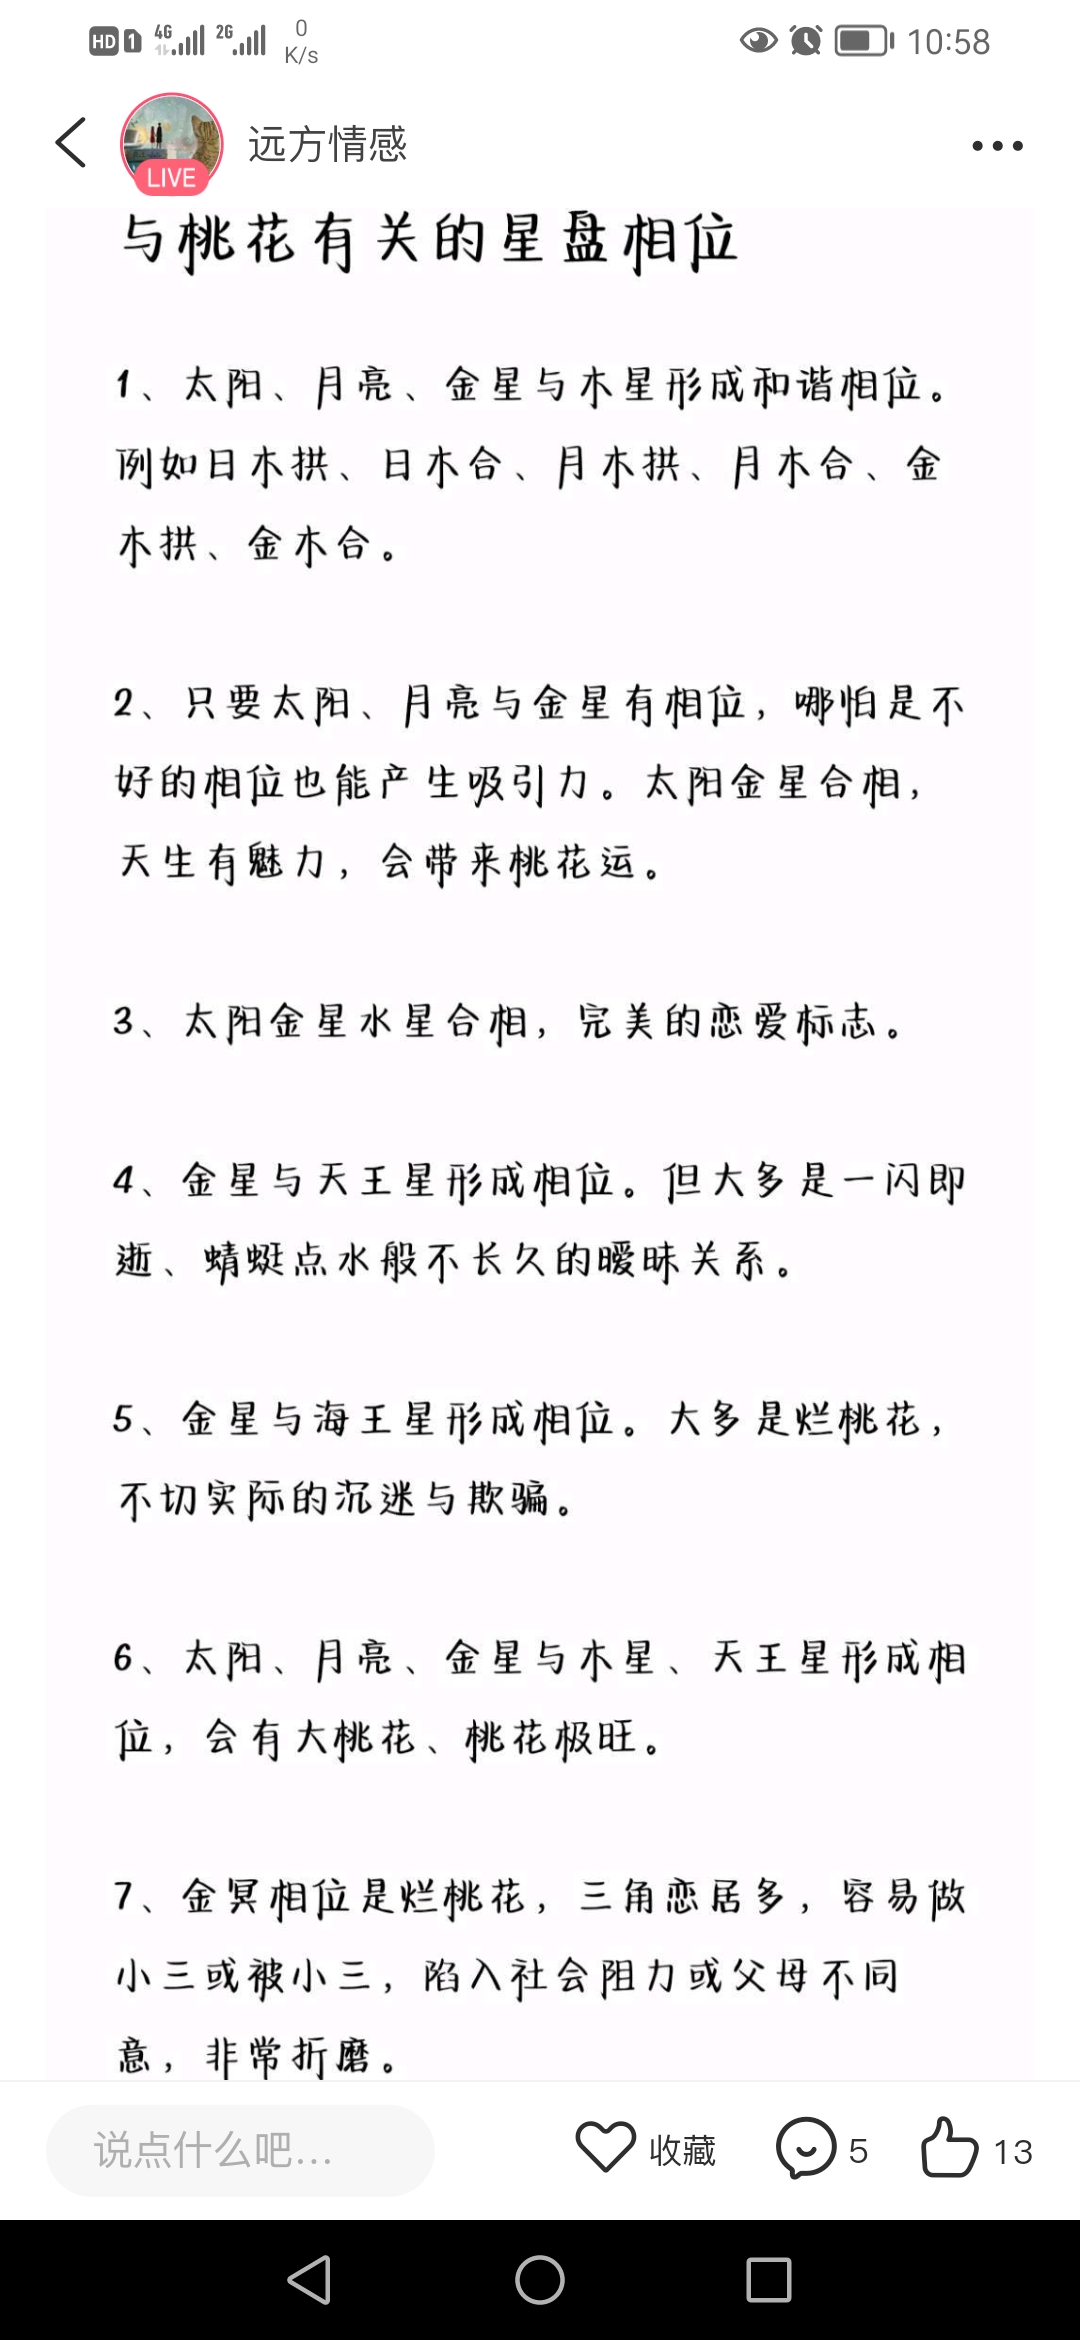 HD 1 4G 2G 0 K/s 10:58
远方情感
LIVE
与桃花有关的星盘相位
1、太阳、月亮、金星与木星形成和谐相位。
例如日木拱、日木合、月木拱、月木合、金
木拱、金木合。
2、只要太阳、月亮与金星有相位，哪怕是不
好的相位也能产生吸引力。太阳金星合相，
天生有魅力，会带来桃花运。
3、太阳金星水星合相，完美的恋爱标志。
4、金星与天王星形成相位。但大多是一闪即
逝、蜻蜓点水般不长久的暧昧关系。
5、金星与海王星形成相位。大多是烂桃花，
不切实际的沉迷与欺骗。
6、太阳、月亮、金星与木星、天王星形成相
位，会有大桃花、桃花极旺。
7、金冥相位是烂桃花，三角恋居多，容易做
小三或被小三，陷入社会阻力或父母不同
意，非常折磨。
说点什么吧... 收藏 5 13